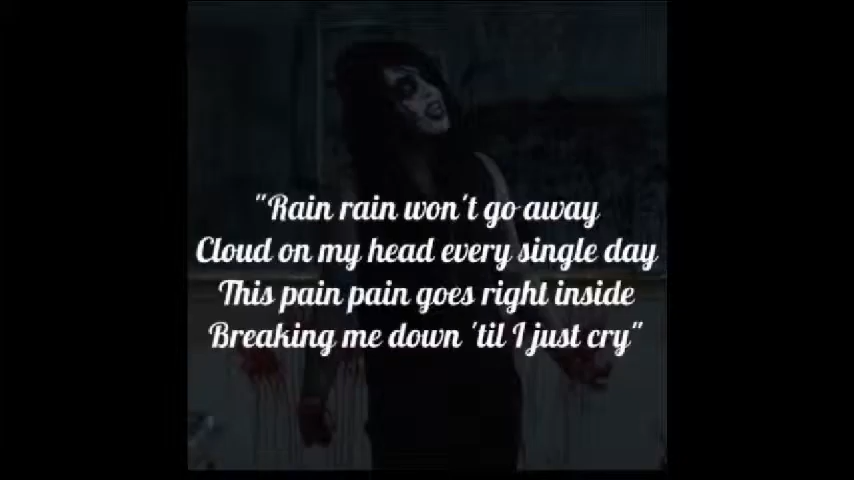 "Rain rain won't go away
Cloud on my head every single day
This pain pain goes right inside
Breaking me down 'til I just cry"